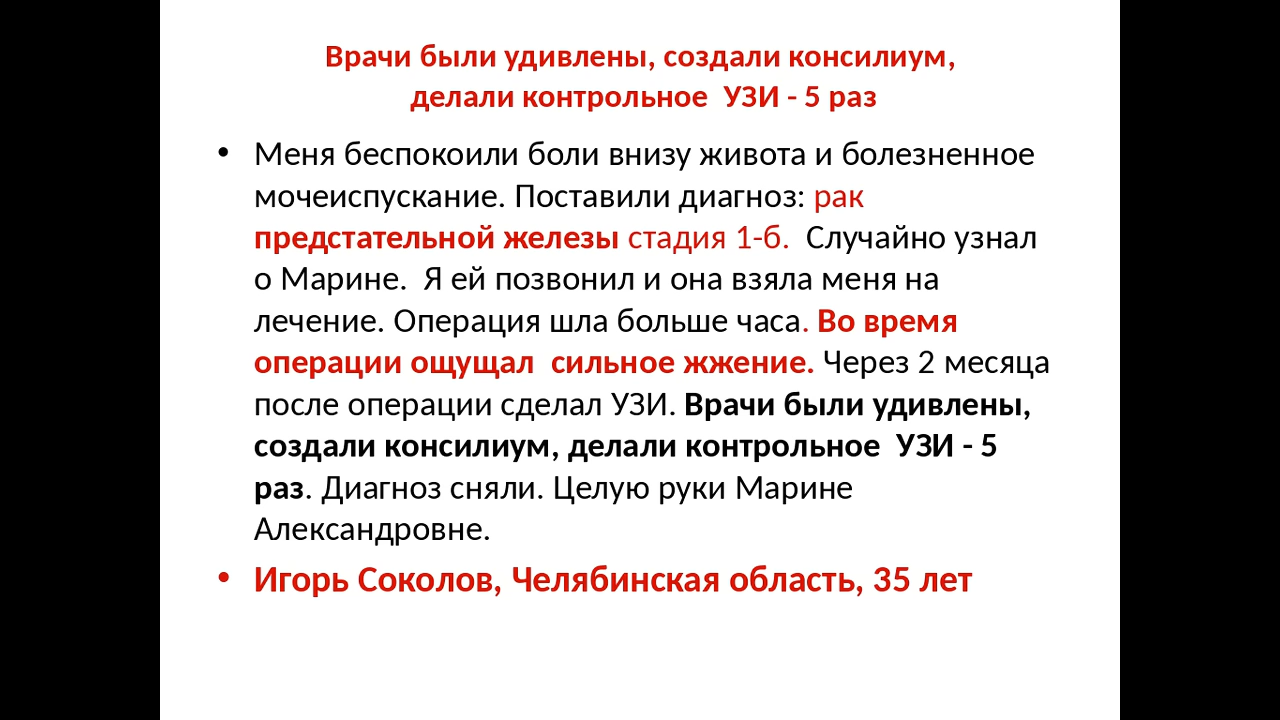 Врачи были удивлены, создали консилиум,
делали контрольное  УЗИ - 5 раз
• Меня беспокоили боли внизу живота и болезненное
мочеиспускание. Поставили диагноз: рак
предстательной железы стадия 1-б.  Случайно узнал
о Марине.  Я ей позвонил и она взяла меня на
лечение. Операция шла больше часа. Во время
операции ощущал  сильное жжение. Через 2 месяца
после операции сделал УЗИ. Врачи были удивлены,
создали консилиум, делали контрольное  УЗИ - 5
раз. Диагноз сняли. Целую руки Марине
Александровне.
• Игорь Соколов, Челябинская область, 35 лет